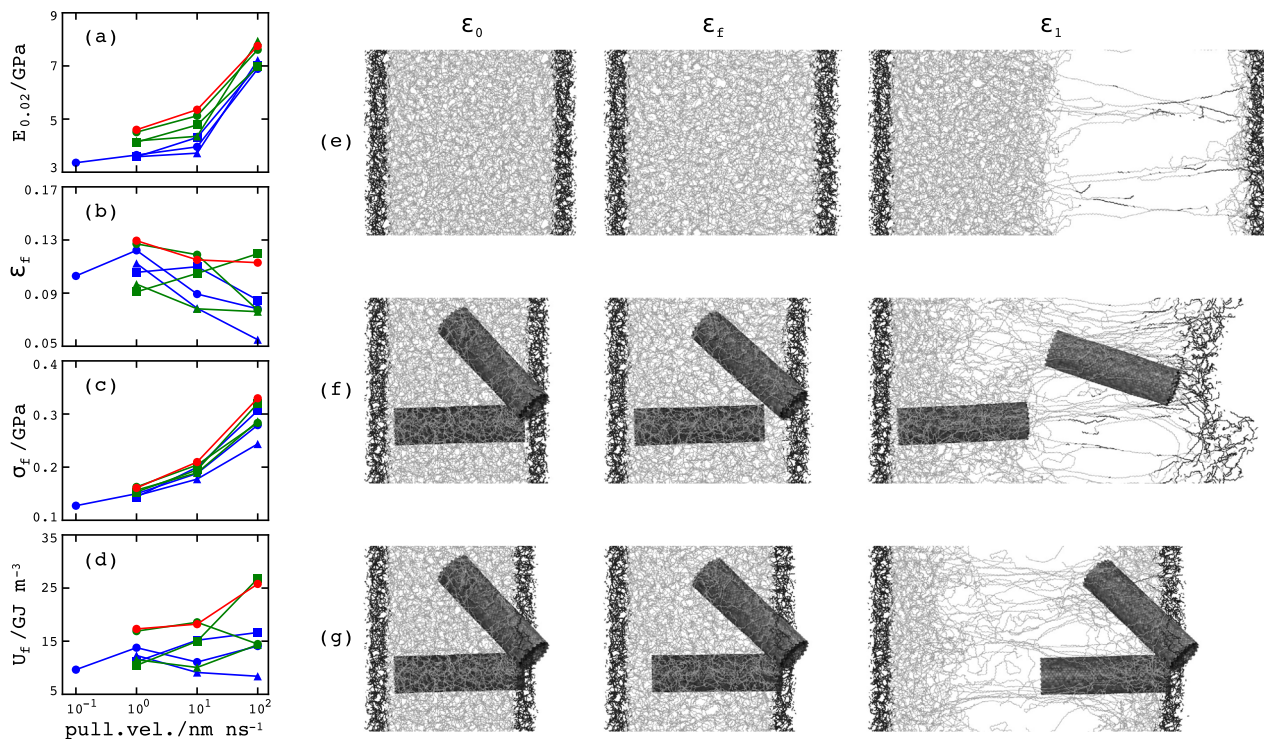 ε0 εf ε1
9
7
5
3
E0.02/GPa
(a)
0.17
0.13
0.09
0.05
εf
(b)
0.4
0.3
0.2
0.1
σf/GPa
(c)
35
25
15
5
Uf/GJ m⁻³
(d)
10⁻¹ 10⁰ 10¹ 10²
pull.vel./nm ns⁻¹
(e)
(f)
(g)